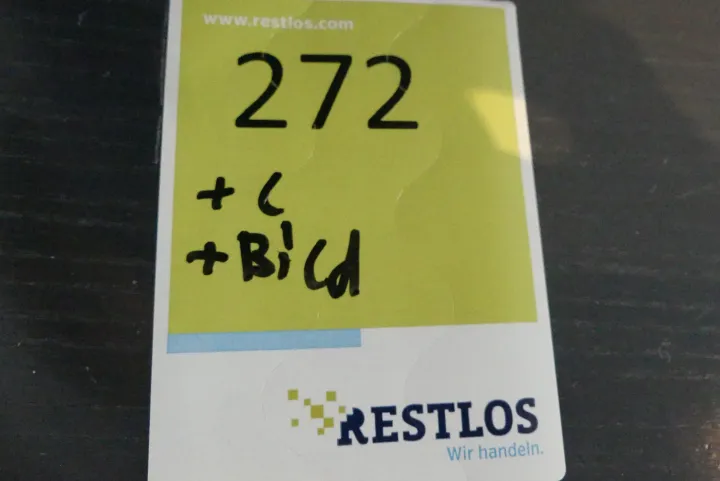 www.restlos.com
272
+ C
+ Bild
RESTLOS
Wir handeln.